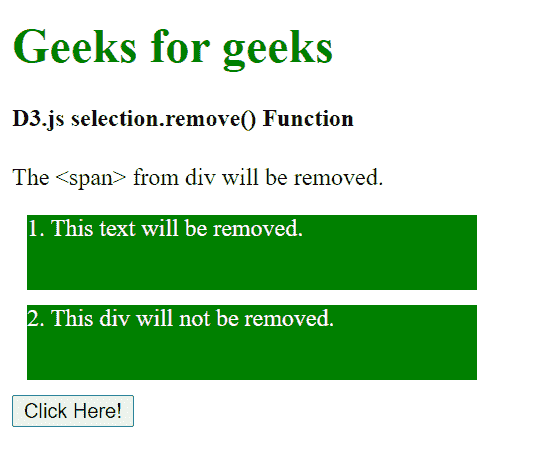 Geeks for geeks
D3.js selection.remove() Function
The <span> from div will be removed.
1. This text will be removed.
2. This div will not be removed.
Click Here!